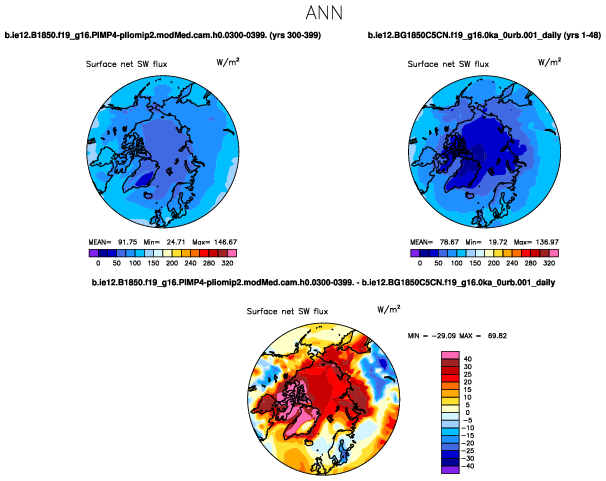 ANN
b.ie12.B1850.f19_g16.PIMP4-pliomip2.modMed.cam.h0.0300-0399. (yrs 300-399)
b.ie12.BG1850C5CN.f19_g16.0ka_0urb.001_daily (yrs 1-48)
Surface net SW flux W/m²
Surface net SW flux W/m²
MEAN= 91.75 Min= 24.71 Max= 146.67
MEAN= 78.67 Min= 19.72 Max= 136.97
0 50 100 150 200 240 280 320
0 50 100 150 200 240 280 320
b.ie12.B1850.f19_g16.PIMP4-pliomip2.modMed.cam.h0.0300-0399. - b.ie12.BG1850C5CN.f19_g16.0ka_0urb.001_daily
Surface net SW flux W/m²
MIN = -29.09 MAX = 69.82
40
35
30
25
20
15
10
5
0
-5
-10
-15
-20
-25
-30
-35
-40